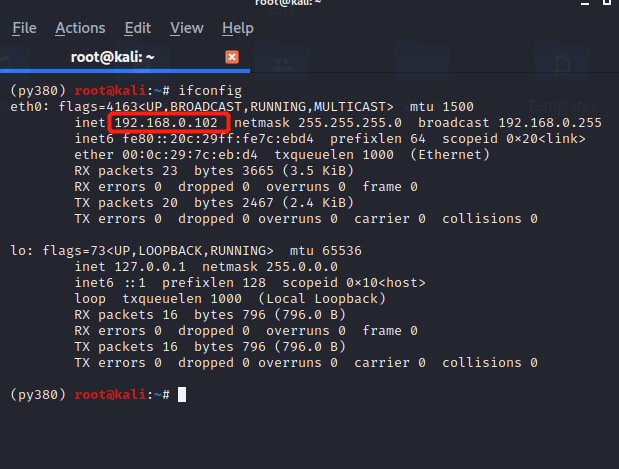 root@kali: ~
File Actions Edit View Help
root@kali: ~
Templates
(py380) root@kali:~# ifconfig
eth0: flags=4163<UP,BROADCAST,RUNNING,MULTICAST>  mtu 1500
        inet 192.168.0.102  netmask 255.255.255.0  broadcast 192.168.0.255
        inet6 fe80::20c:29ff:fe7c:ebd4  prefixlen 64  scopeid 0×20<link>
        ether 00:0c:29:7c:eb:d4  txqueuelen 1000  (Ethernet)
        RX packets 23  bytes 3665 (3.5 KiB)
        RX errors 0  dropped 0  overruns 0  frame 0
        TX packets 20  bytes 2467 (2.4 KiB)
        TX errors 0  dropped 0 overruns 0  carrier 0  collisions 0

lo: flags=73<UP,LOOPBACK,RUNNING>  mtu 65536
        inet 127.0.0.1  netmask 255.0.0.0
        inet6 ::1  prefixlen 128  scopeid 0×10<host>
        loop  txqueuelen 1000  (Local Loopback)
        RX packets 16  bytes 796 (796.0 B)
        RX errors 0  dropped 0  overruns 0  frame 0
        TX packets 16  bytes 796 (796.0 B)
        TX errors 0  dropped 0 overruns 0  carrier 0  collisions 0

(py380) root@kali:~#